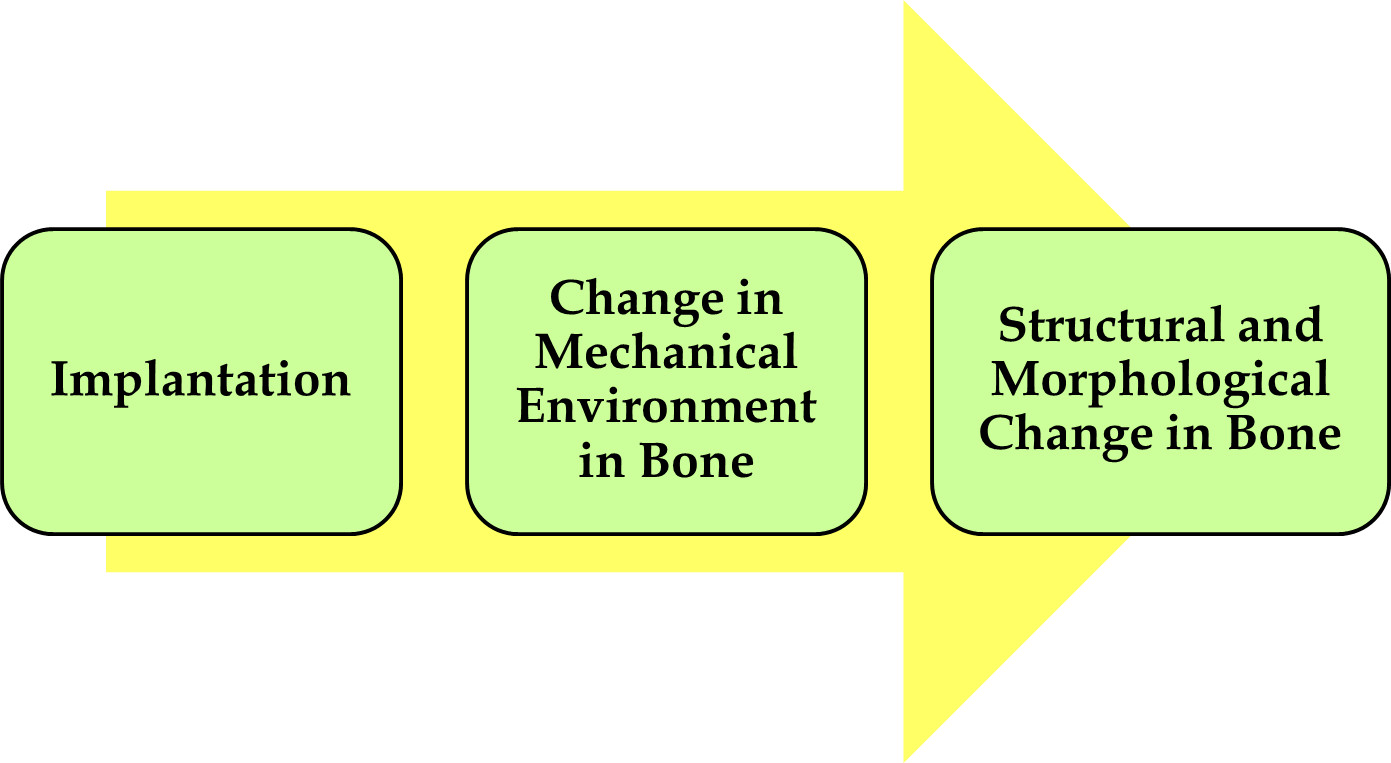 Implantation
Change in
Mechanical
Environment
in Bone
Structural and
Morphological
Change in Bone